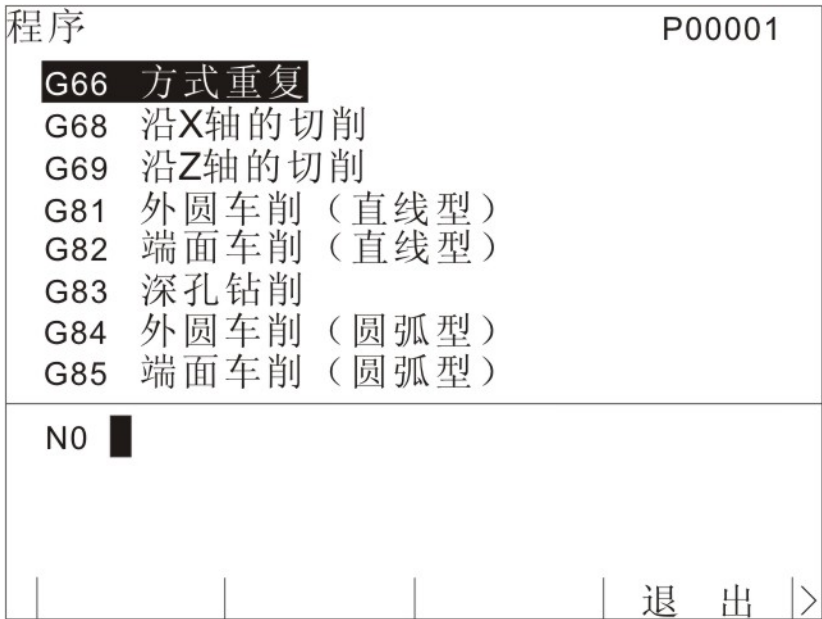 程序 P00001
G66 方式重复
G68 沿X轴的切削
G69 沿Z轴的切削
G81 外圆车削（直线型）
G82 端面车削（直线型）
G83 深孔钻削
G84 外圆车削（圆弧型）
G85 端面车削（圆弧型）
N0
退 出 >